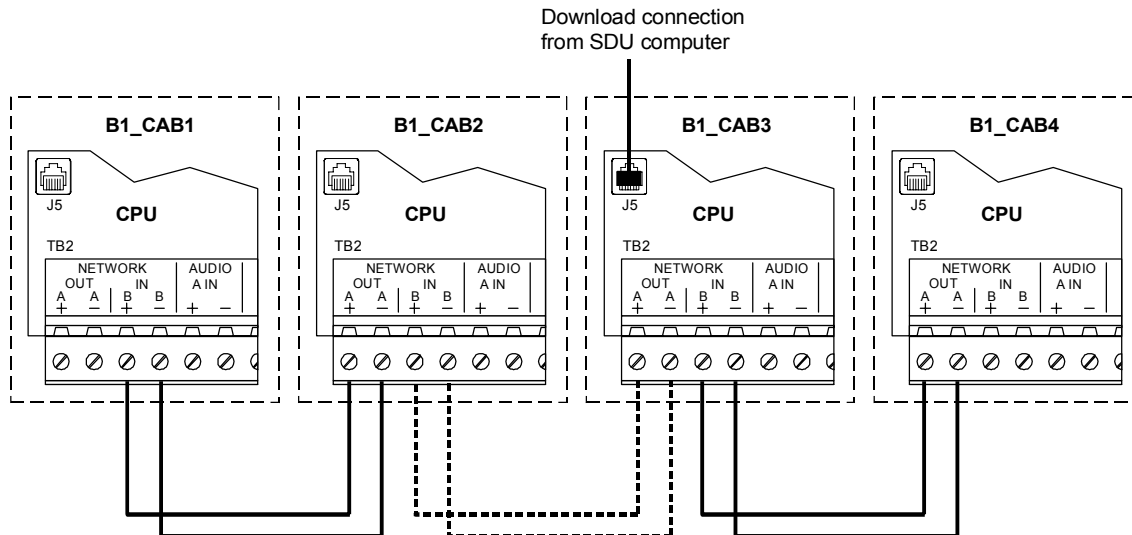 Download connection
from SDU computer
B1_CAB1
J5
CPU
TB2
NETWORK AUDIO
OUT IN A IN
A A B B
+ − + − + −
B1_CAB2
J5
CPU
TB2
NETWORK AUDIO
OUT IN A IN
A A B B
+ − + − + −
B1_CAB3
J5
CPU
TB2
NETWORK AUDIO
OUT IN A IN
A A B B
+ − + − + −
B1_CAB4
J5
CPU
TB2
NETWORK AUDIO
OUT IN A IN
A A B B
+ − + − + −